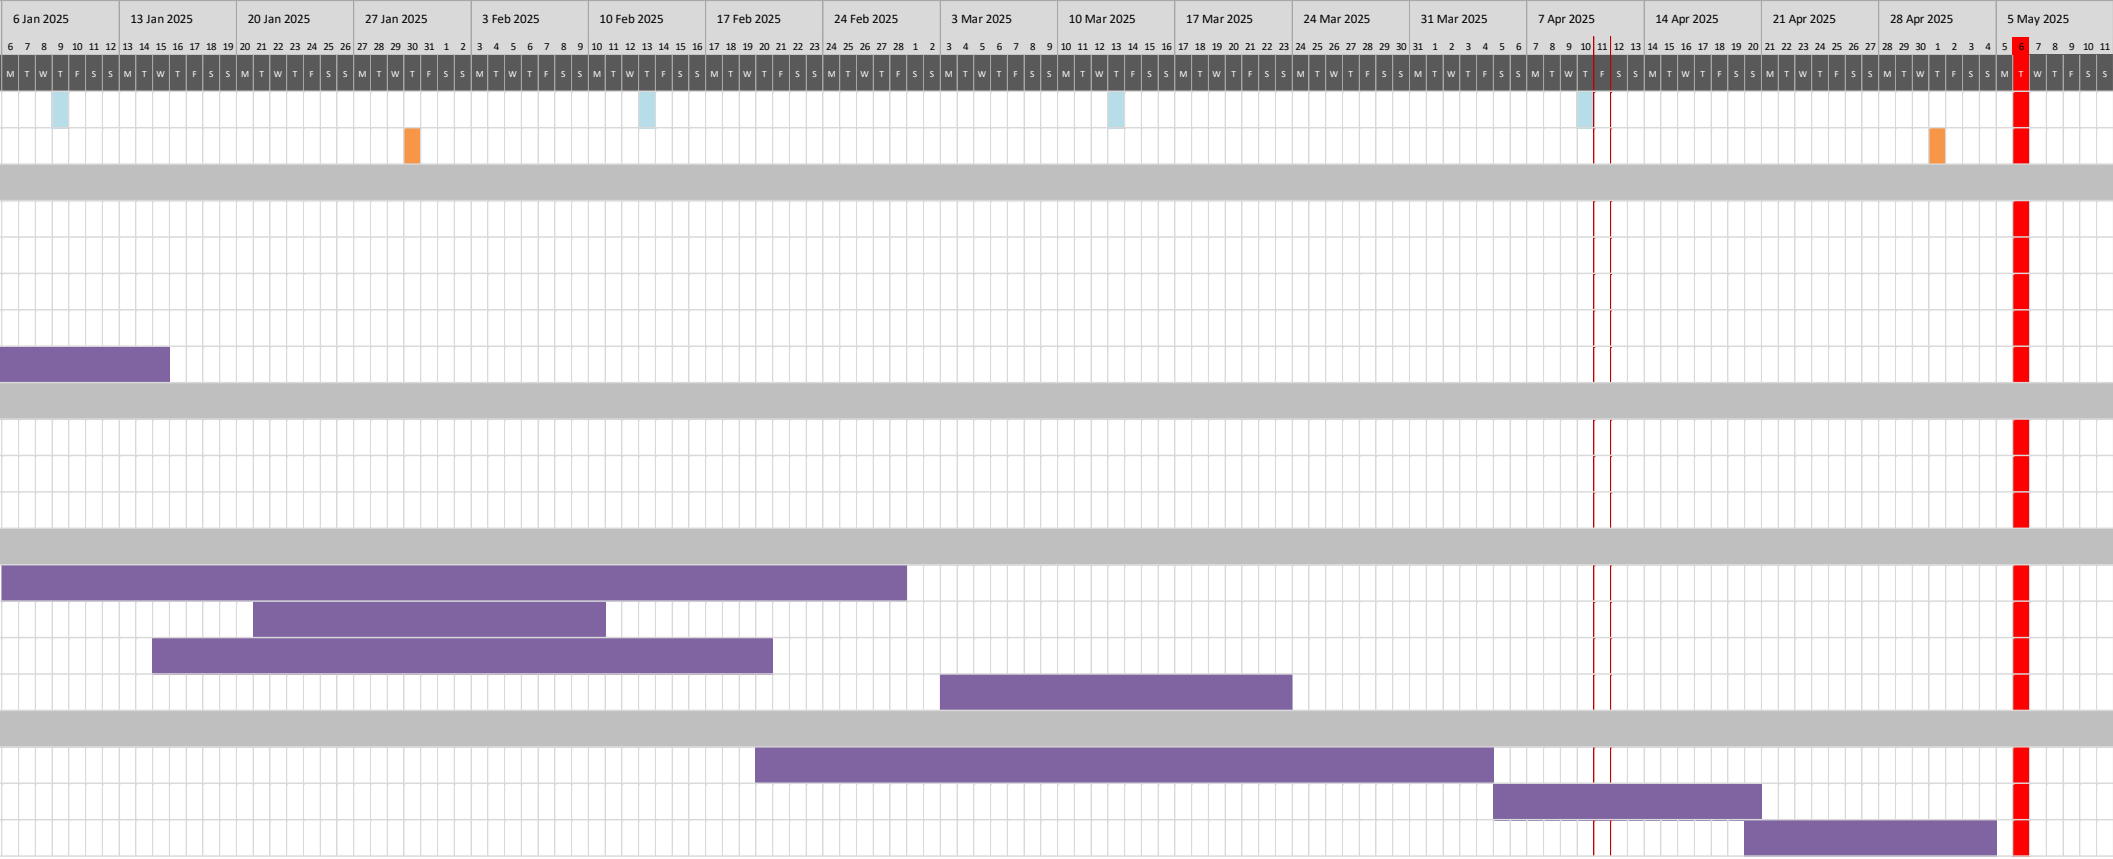 6 Jan 2025 13 Jan 2025 20 Jan 2025 27 Jan 2025 3 Feb 2025 10 Feb 2025 17 Feb 2025 24 Feb 2025 3 Mar 2025 10 Mar 2025 17 Mar 2025 24 Mar 2025 31 Mar 2025 7 Apr 2025 14 Apr 2025 21 Apr 2025 28 Apr 2025 5 May 2025
6 7 8 9 10 11 12 13 14 15 16 17 18 19 20 21 22 23 24 25 26 27 28 29 30 31 1 2 3 4 5 6 7 8 9 10 11 12 13 14 15 16 17 18 19 20 21 22 23 24 25 26 27 28 1 2 3 4 5 6 7 8 9 10 11 12 13 14 15 16 17 18 19 20 21 22 23 24 25 26 27 28 29 30 31 1 2 3 4 5 6 7 8 9 10 11 12 13 14 15 16 17 18 19 20 21 22 23 24 25 26 27 28 29 30 1 2 3 4 5 6 7 8 9 10 11
M T W T F S S M T W T F S S M T W T F S S M T W T F S S M T W T F S S M T W T F S S M T W T F S S M T W T F S S M T W T F S S M T W T F S S M T W T F S S M T W T F S S M T W T F S S M T W T F S S M T W T F S S M T W T F S S M T W T F S S M T W T F S S